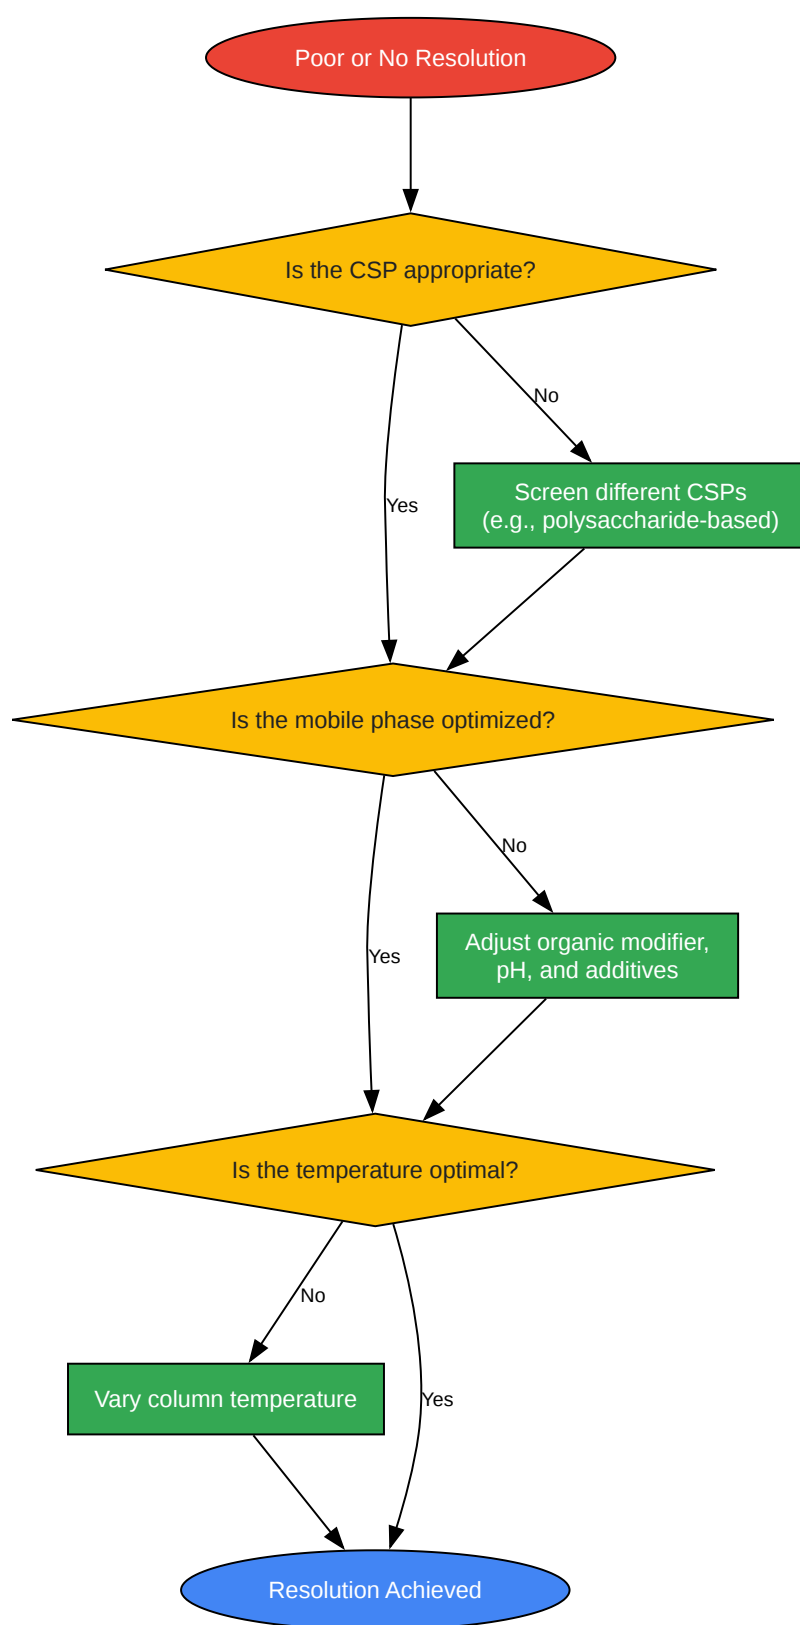 Poor or No Resolution
Is the CSP appropriate?
No
Screen different CSPs
(e.g., polysaccharide-based)
Yes
Is the mobile phase optimized?
No
Adjust organic modifier,
pH, and additives
Yes
Is the temperature optimal?
No
Vary column temperature
Yes
Resolution Achieved